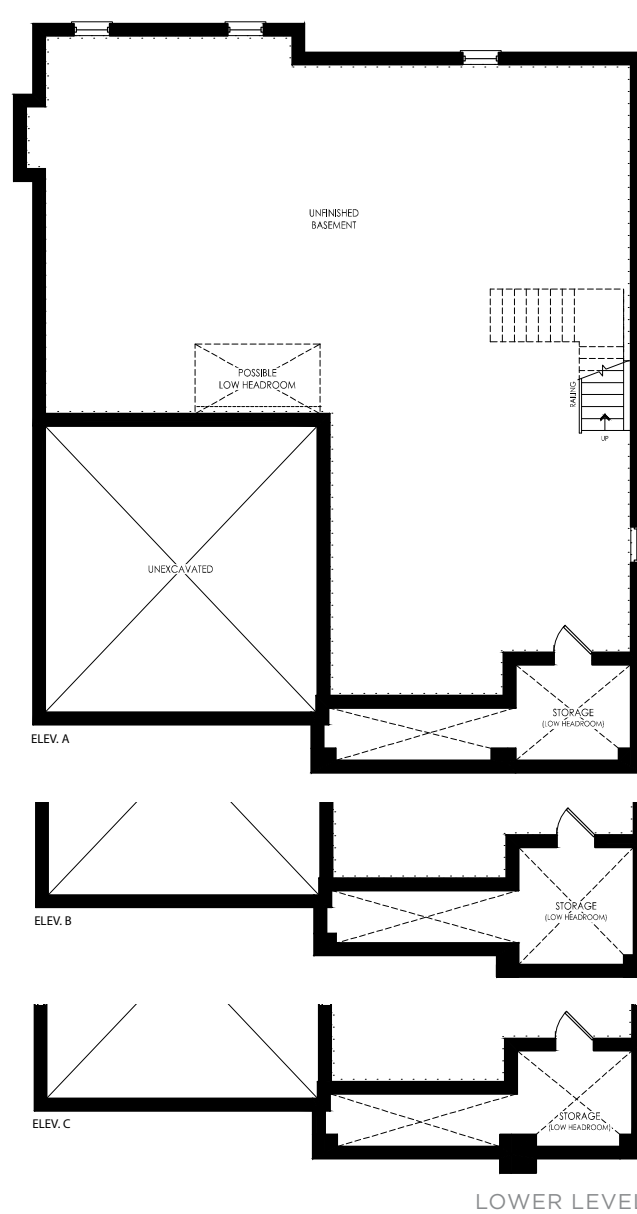 UNFINISHED
BASEMENT
POSSIBLE
LOW HEADROOM
RAILING
UP
UNEXCAVATED
STORAGE
(LOW HEADROOM)
ELEV. A
STORAGE
(LOW HEADROOM)
ELEV. B
STORAGE
(LOW HEADROOM)
ELEV. C
LOWER LEVEL